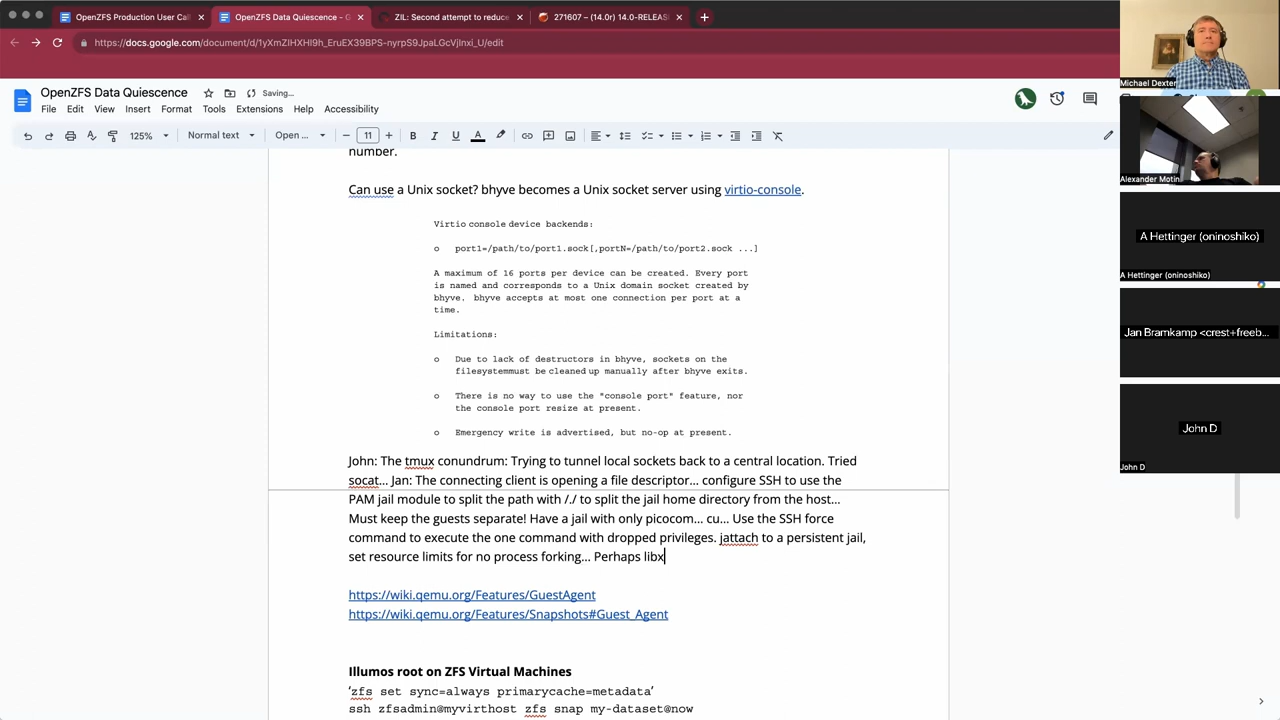 OpenZFS Production User Cal
OpenZFS Data Quiescence - G
ZIL: Second attempt to reduce
271607 – (14.0r) 14.0-RELEAS
https://docs.google.com/document/d/1yXmZIHXHI9h_EruEX39BPS-nyrpS9JpaLGcVjInxi_U/edit
OpenZFS Data Quiescence
Saving...
File Edit View Insert Format Tools Extensions Help Accessibility
125% Normal text Open ... 11 B I U A
number.
Can use a Unix socket? bhyve becomes a Unix socket server using virtio-console.
Virtio console device backends:
o port1=/path/to/port1.sock[,portN=/path/to/port2.sock ...]
A maximum of 16 ports per device can be created. Every port
is named and corresponds to a Unix domain socket created by
bhyve. bhyve accepts at most one connection per port at a
time.
Limitations:
o Due to lack of destructors in bhyve, sockets on the
filesystemmust be cleaned up manually after bhyve exits.
o There is no way to use the "console port" feature, nor
the console port resize at present.
o Emergency write is advertised, but no-op at present.
John: The tmux conundrum: Trying to tunnel local sockets back to a central location. Tried
socat... Jan: The connecting client is opening a file descriptor... configure SSH to use the
PAM jail module to split the path with /./ to split the jail home directory from the host...
Must keep the guests separate! Have a jail with only picocom... cu... Use the SSH force
command to execute the one command with dropped privileges. jattach to a persistent jail,
set resource limits for no process forking... Perhaps libx
https://wiki.qemu.org/Features/GuestAgent
https://wiki.qemu.org/Features/Snapshots#Guest_Agent
Illumos root on ZFS Virtual Machines
'zfs set sync=always primarycache=metadata'
ssh zfsadmin@myvirthost zfs snap my-dataset@now
Michael Dexter
Alexander Motin
A Hettinger (oninoshiko)
A Hettinger (oninoshiko)
Jan Bramkamp <crest+freeb...
John D
John D